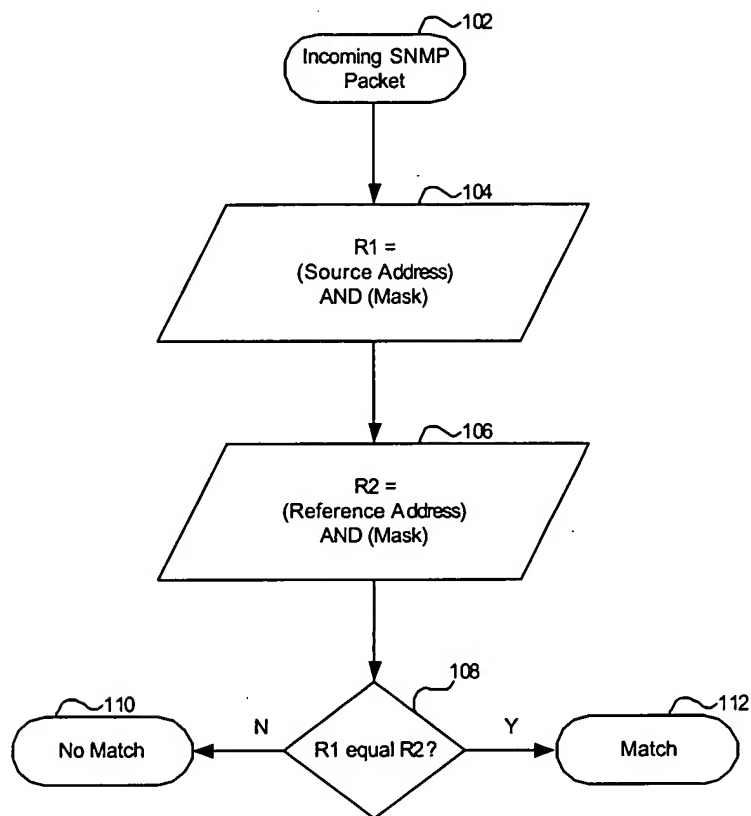 102
Incoming SNMP
Packet
104
R1 =
(Source Address)
AND (Mask)
106
R2 =
(Reference Address)
AND (Mask)
108
110
112
N
Y
No Match
R1 equal R2?
Match